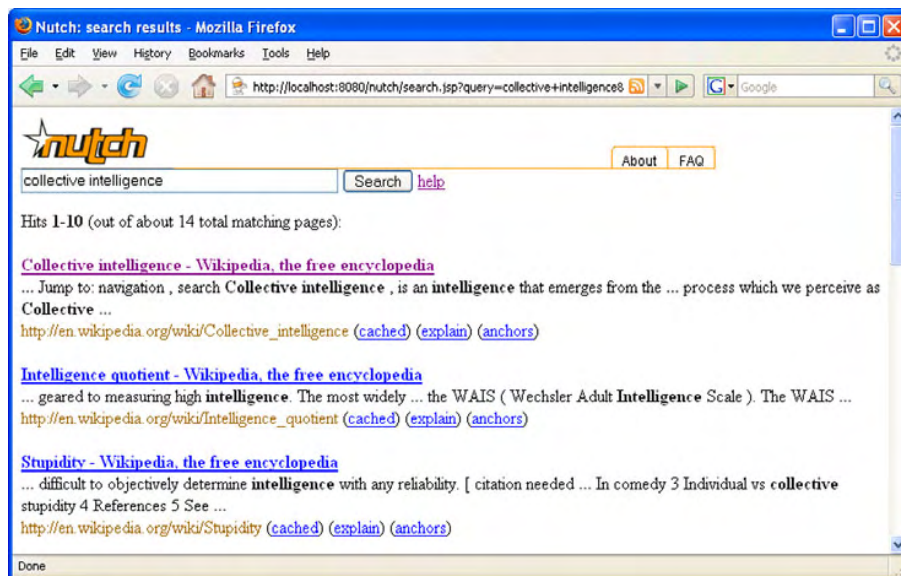 Nutch: search results - Mozilla Firefox
File Edit View History Bookmarks Tools Help
http://localhost:8080/nutch/search.jsp?query=collective+intelligence& G Google
nutch
About FAQ
collective intelligence Search help
Hits 1-10 (out of about 14 total matching pages):
Collective intelligence - Wikipedia, the free encyclopedia
... Jump to: navigation , search Collective intelligence , is an intelligence that emerges from the ... process which we perceive as
Collective ...
http://en.wikipedia.org/wiki/Collective_intelligence (cached) (explain) (anchors)
Intelligence quotient - Wikipedia, the free encyclopedia
... geared to measuring high intelligence. The most widely ... the WAIS ( Wechsler Adult Intelligence Scale ). The WAIS ...
http://en.wikipedia.org/wiki/Intelligence_quotient (cached) (explain) (anchors)
Stupidity - Wikipedia, the free encyclopedia
... difficult to objectively determine intelligence with any reliability. [ citation needed ... In comedy 3 Individual vs collective
stupidity 4 References 5 See ...
http://en.wikipedia.org/wiki/Stupidity (cached) (explain) (anchors)
Done